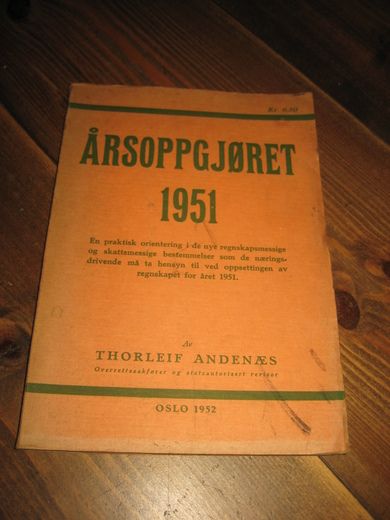 Kr. 6.50
ÅRSOPPGJØRET
1951
En praktisk orientering i de nye regnskapsmessige
og skattemessige bestemmelser som de nærings-
drivende må ta hensyn til ved oppsettingen av
regnskapet for året 1951.
Av
THORLEIF ANDENÆS
Overrettssakfører og statsautorisert revisor
OSLO 1952